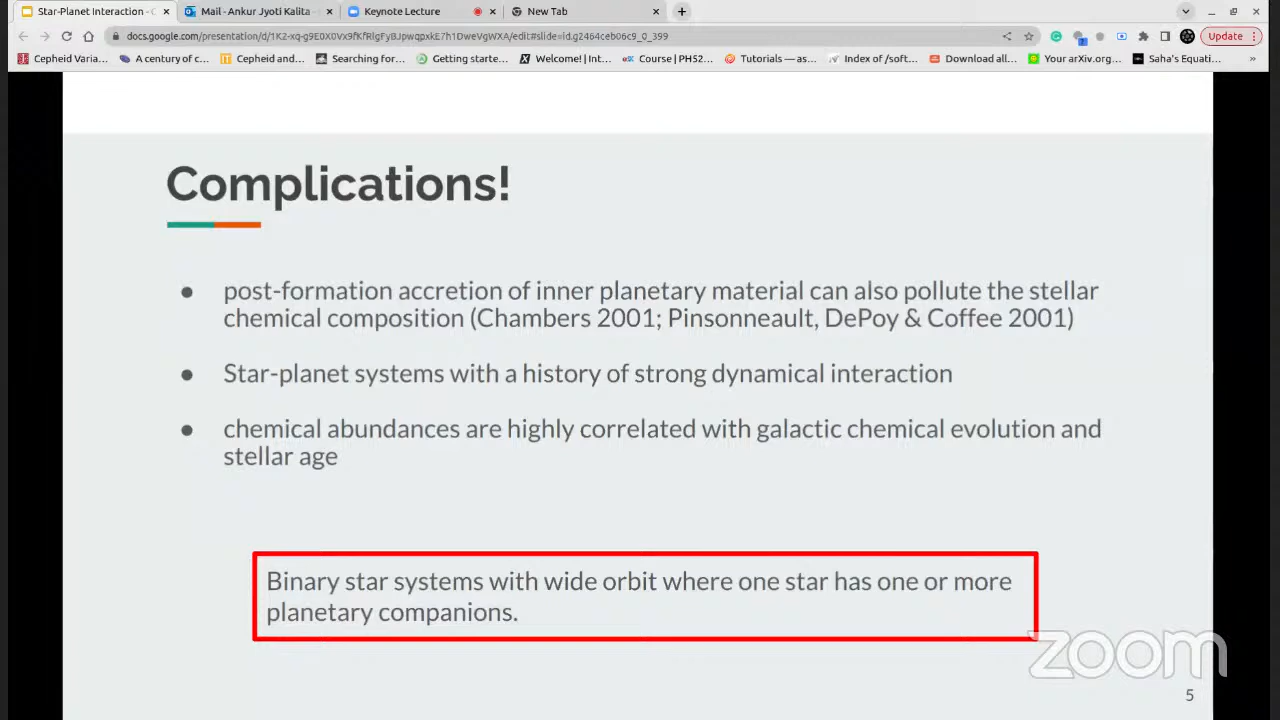 Star-Planet Interaction - G
Mail - Ankur Jyoti Kalita -
Keynote Lecture
New Tab
Update
Cepheid Varia...
A century of c...
Cepheid and...
Searching for...
Getting starte...
Welcome! | Int...
Course | PH52...
Tutorials — as...
Index of /soft...
Download all...
Your arXiv.org...
Saha's Equati...
Complications!
● post-formation accretion of inner planetary material can also pollute the stellar
chemical composition (Chambers 2001; Pinsonneault, DePoy & Coffee 2001)
● Star-planet systems with a history of strong dynamical interaction
● chemical abundances are highly correlated with galactic chemical evolution and
stellar age
Binary star systems with wide orbit where one star has one or more
planetary companions.
zoom
5